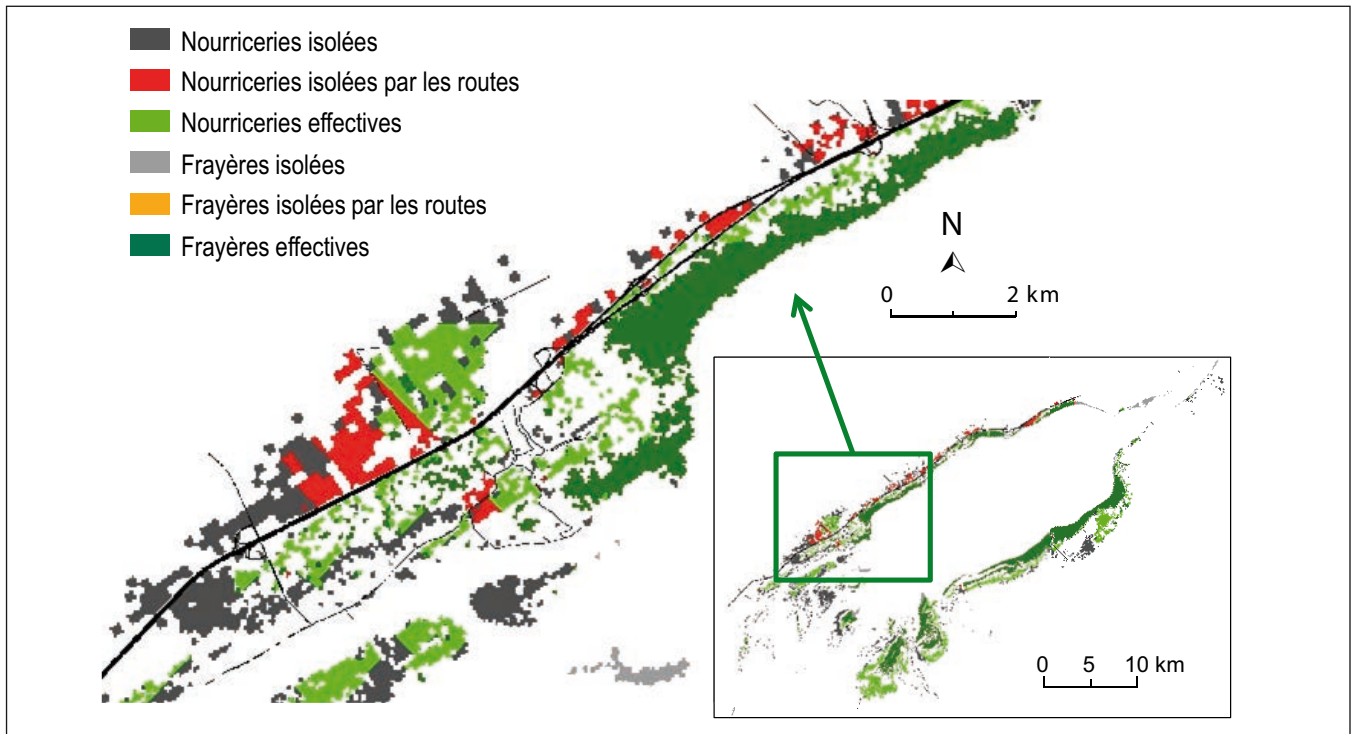 Nourriceries isolées
Nourriceries isolées par les routes
Nourriceries effectives
Frayères isolées
Frayères isolées par les routes
Frayères effectives
N
0 2 km
0 5 10 km